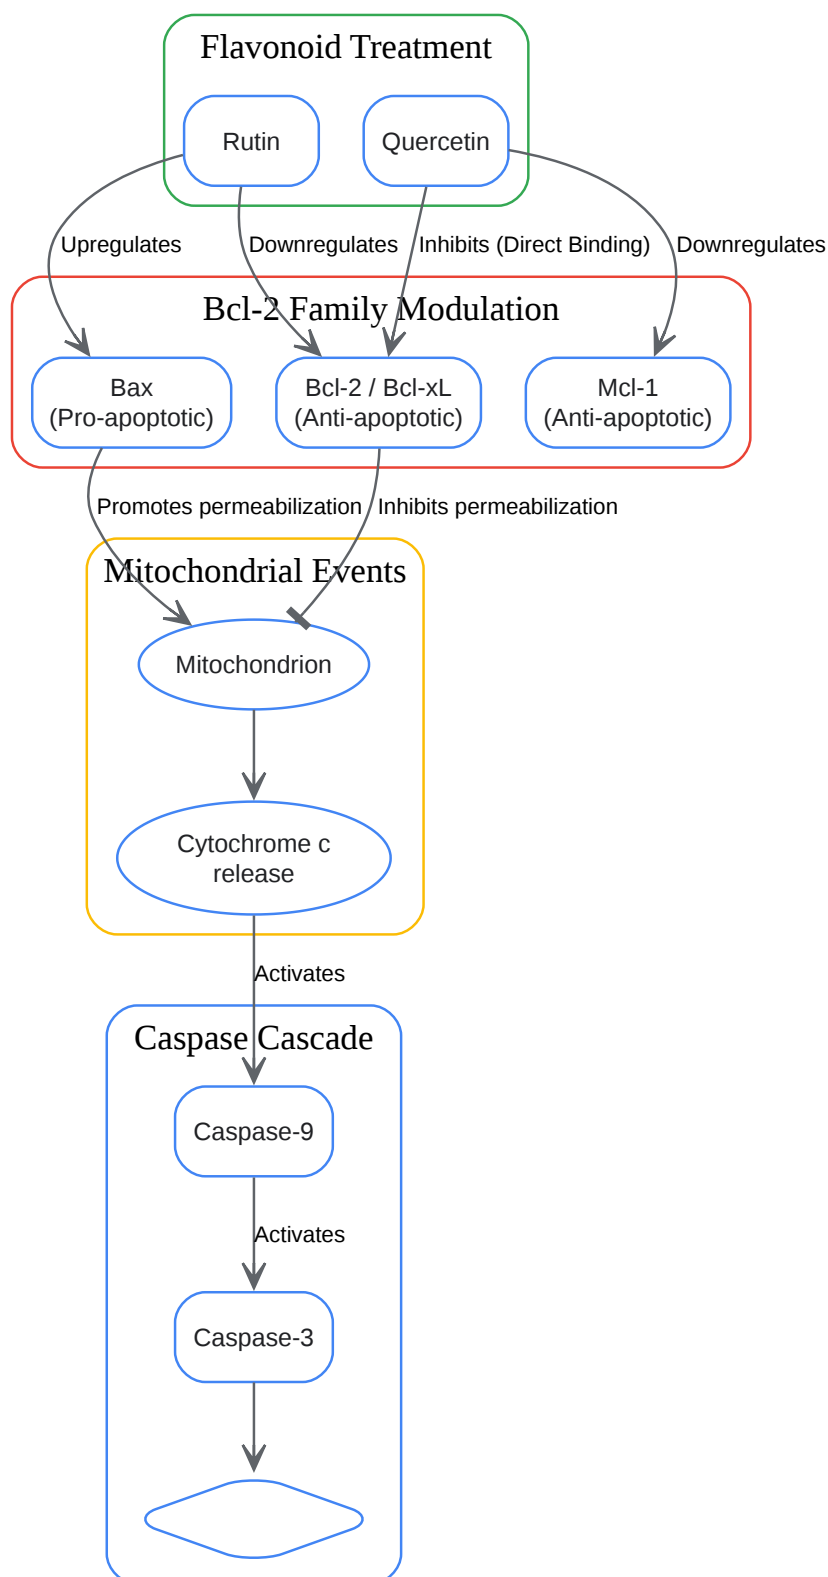 Flavonoid Treatment
Rutin
Quercetin
Upregulates
Downregulates
Inhibits (Direct Binding)
Downregulates
Bcl-2 Family Modulation
Bax
(Pro-apoptotic)
Bcl-2 / Bcl-xL
(Anti-apoptotic)
Mcl-1
(Anti-apoptotic)
Promotes permeabilization
Inhibits permeabilization
Mitochondrial Events
Mitochondrion
Cytochrome c
release
Activates
Caspase Cascade
Caspase-9
Activates
Caspase-3